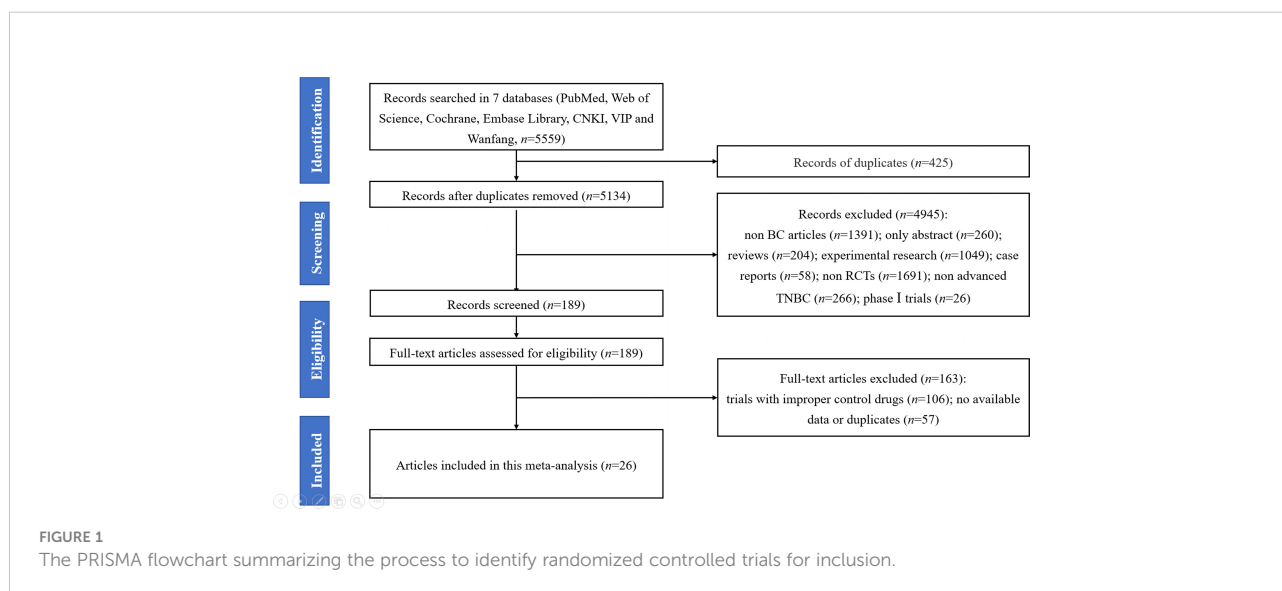 Identification
Records searched in 7 databases (PubMed, Web of
Science, Cochrane, Embase Library, CNKI, VIP and
Wanfang, n=5559)
Records of duplicates (n=425)
Records after duplicates removed (n=5134)
Screening
Records excluded (n=4945):
non BC articles (n=1391); only abstract (n=260);
reviews (n=204); experimental research (n=1049); case
reports (n=58); non RCTs (n=1691); non advanced
TNBC (n=266); phase I trials (n=26)
Records screened (n=189)
Eligibility
Full-text articles assessed for eligibility (n=189)
Full-text articles excluded (n=163):
trials with improper control drugs (n=106); no available
data or duplicates (n=57)
Included
Articles included in this meta-analysis (n=26)
FIGURE 1
The PRISMA flowchart summarizing the process to identify randomized controlled trials for inclusion.